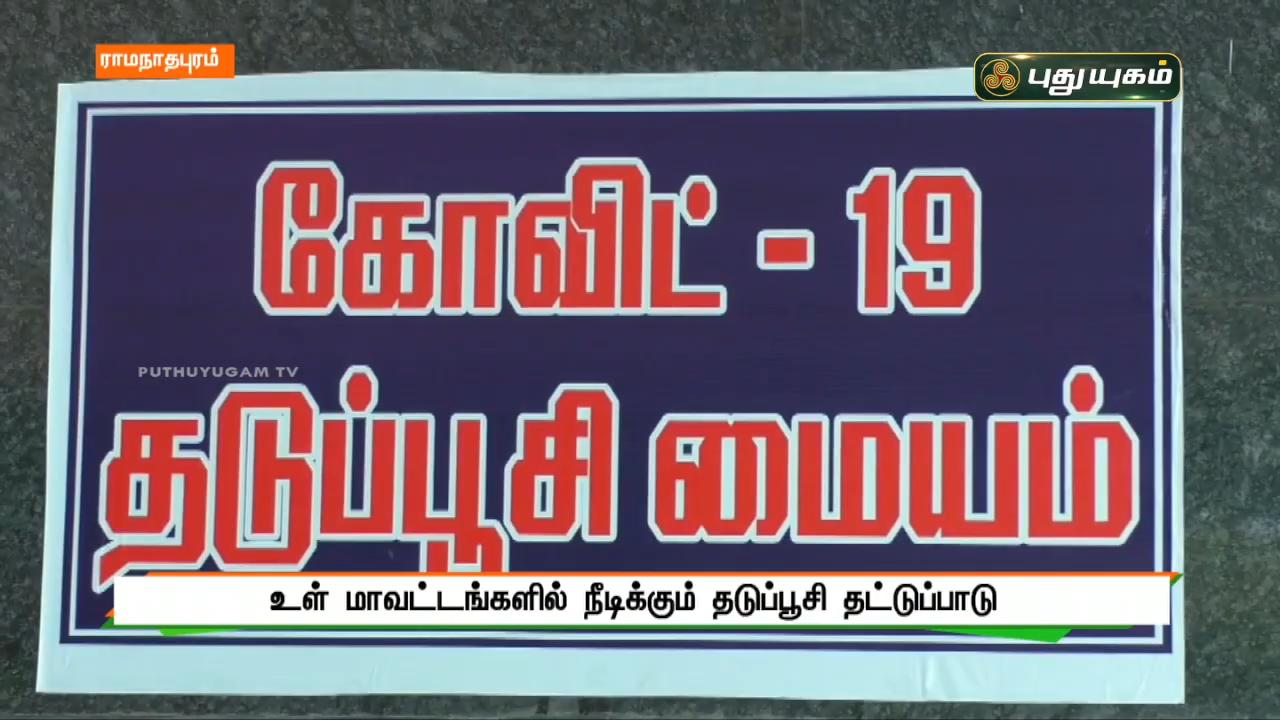 ராமநாதபுரம்
புதுயுகம்
கோவிட் - 19
PUTHUYUGAM TV
தடுப்பூசி மையம்
உள் மாவட்டங்களில் நீடிக்கும் தடுப்பூசி தட்டுப்பாடு